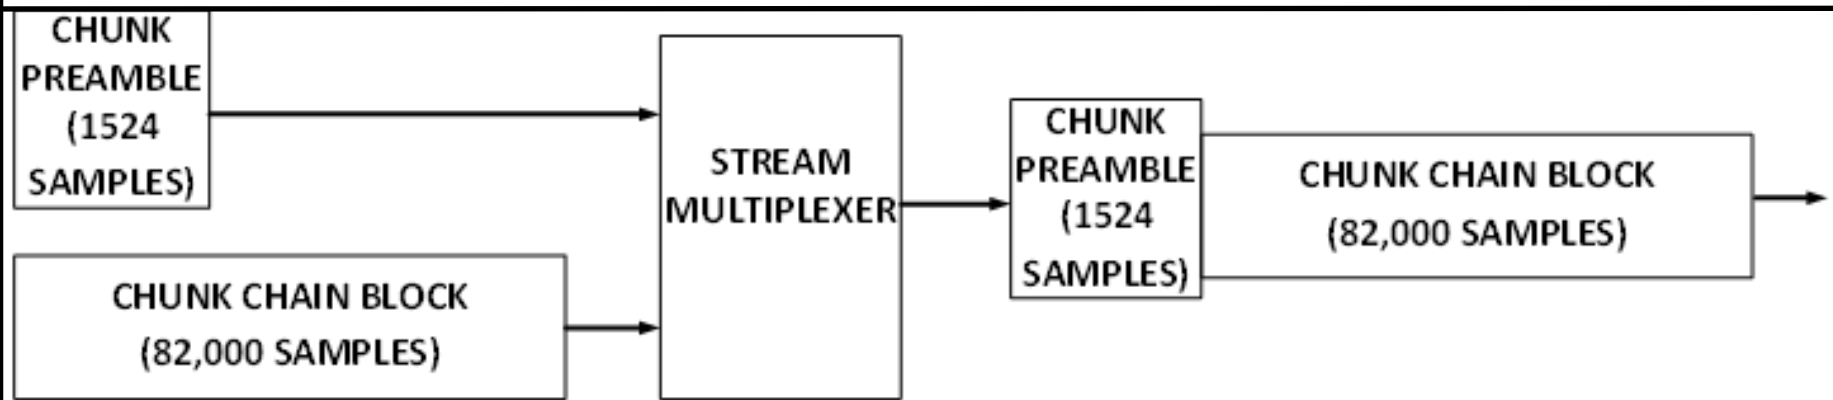 CHUNK
PREAMBLE
(1524
SAMPLES)
CHUNK CHAIN BLOCK
(82,000 SAMPLES)
STREAM
MULTIPLEXER
CHUNK
PREAMBLE
(1524
SAMPLES)
CHUNK CHAIN BLOCK
(82,000 SAMPLES)